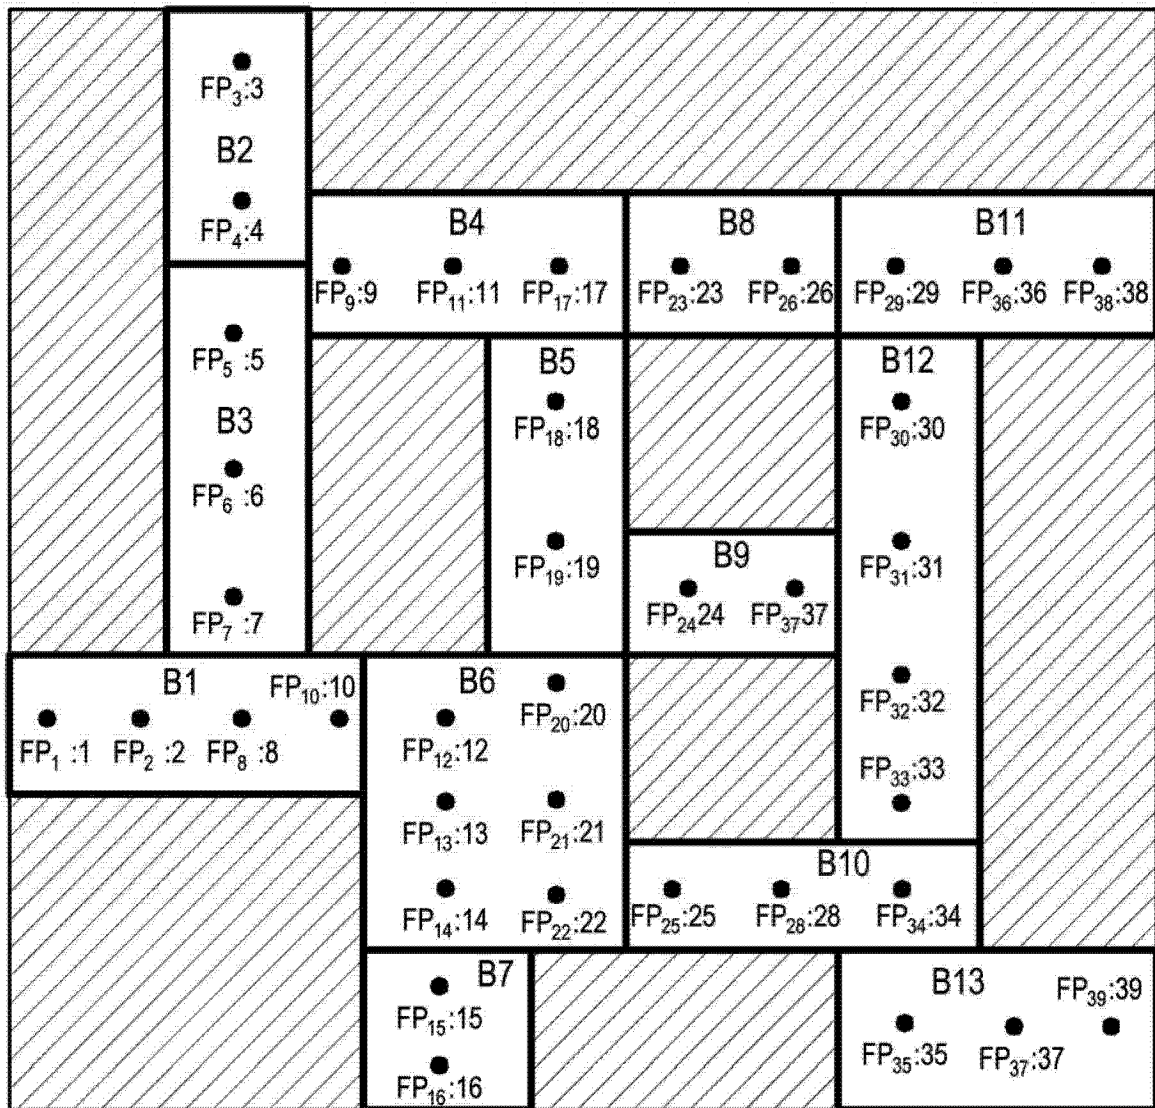 FP₃:3
B2
FP₄:4
B4
B8
B11
FP₉:9 FP₁₁:11 FP₁₇:17 FP₂₃:23 FP₂₆:26 FP₂₉:29 FP₃₆:36 FP₃₈:38
FP₅ :5
B3
FP₆ :6
FP₇ :7
B5
FP₁₈:18
FP₁₉:19
B12
FP₃₀:30
FP₃₁:31
FP₃₂:32
FP₃₃:33
B9
FP₂₄24 FP₃₇37
B1
FP₁₀:10
FP₁ :1 FP₂ :2 FP₈ :8
B6
FP₂₀:20
FP₁₂:12
FP₁₃:13 FP₂₁:21
FP₁₄:14 FP₂₂:22
B10
FP₂₅:25 FP₂₈:28 FP₃₄:34
B7
FP₁₅:15
FP₁₆:16
B13
FP₃₉:39
FP₃₅:35 FP₃₇:37